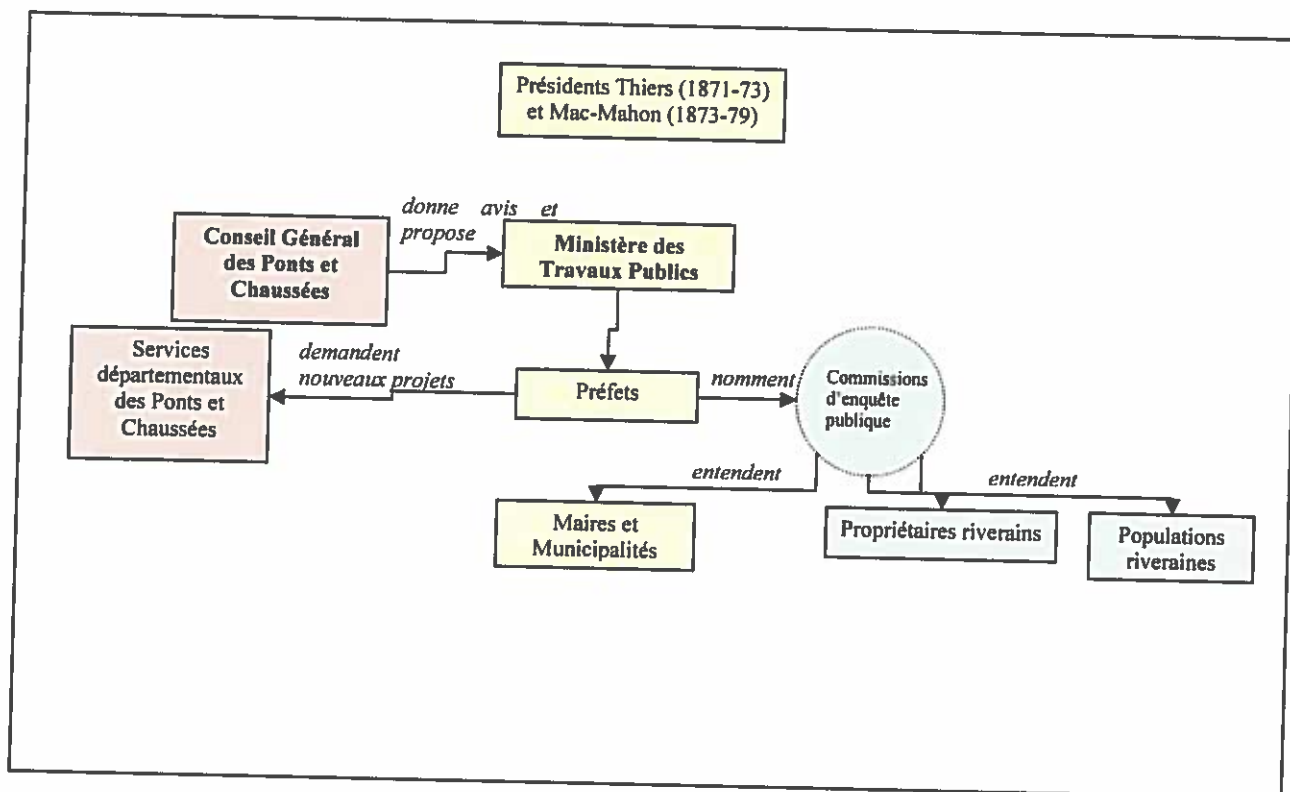 Présidents Thiers (1871-73)
et Mac-Mahon (1873-79)
donne avis et
propose
Conseil Général
des Ponts et
Chaussées
Ministère des
Travaux Publics
Services
départementaux
des Ponts et
Chaussées
demandent
nouveaux projets
Préfets
nomment
Commissions
d'enquête
publique
entendent
entendent
Maires et
Municipalités
Propriétaires riverains
Populations
riveraines